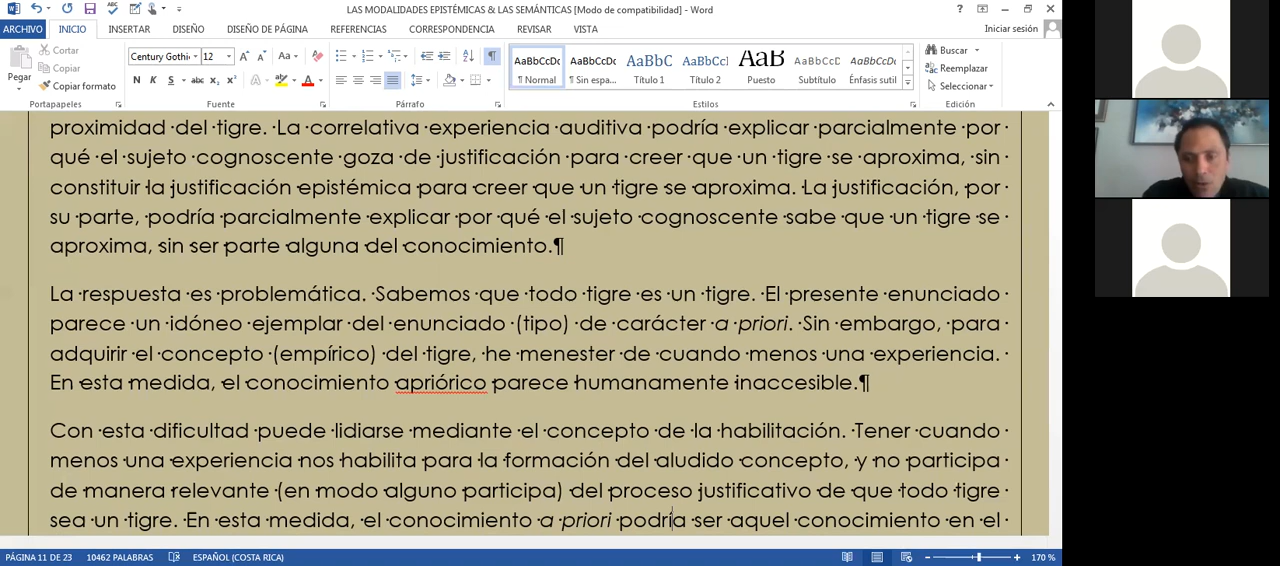 LAS MODALIDADES EPISTÉMICAS & LAS SEMÁNTICAS [Modo de compatibilidad] - Word
ARCHIVO INICIO INSERTAR DISEÑO DISEÑO DE PÁGINA REFERENCIAS CORRESPONDENCIA REVISAR VISTA Iniciar sesión
Pegar
Cortar
Copiar
Copiar formato
Portapapeles
Century Gothi 12
Fuente
Párrafo
AaBbCcDc ¶ Normal
AaBbCcDc ¶ Sin espa...
AaBbC Título 1
AaBbCcl Título 2
AaB Puesto
AaBbCcD Subtítulo
AaBbCcDc Énfasis sutil
Estilos
Buscar
Reemplazar
Seleccionar
Edición
proximidad del tigre. La correlativa experiencia auditiva podría explicar parcialmente por
qué el sujeto cognoscente goza de justificación para creer que un tigre se aproxima, sin
constituir la justificación epistémica para creer que un tigre se aproxima. La justificación, por
su parte, podría parcialmente explicar por qué el sujeto cognoscente sabe que un tigre se
aproxima, sin ser parte alguna del conocimiento.¶
La respuesta es problemática. Sabemos que todo tigre es un tigre. El presente enunciado
parece un idóneo ejemplar del enunciado (tipo) de carácter a priori. Sin embargo, para
adquirir el concepto (empírico) del tigre, he menester de cuando menos una experiencia.
En esta medida, el conocimiento apriórico parece humanamente inaccesible.¶
Con esta dificultad puede lidiarse mediante el concepto de la habilitación. Tener cuando
menos una experiencia nos habilita para la formación del aludido concepto, y no participa
de manera relevante (en modo alguno participa) del proceso justificativo de que todo tigre
sea un tigre. En esta medida, el conocimiento a priori podría ser aquel conocimiento en el
PÁGINA 11 DE 23 10462 PALABRAS ESPAÑOL (COSTA RICA) 170 %